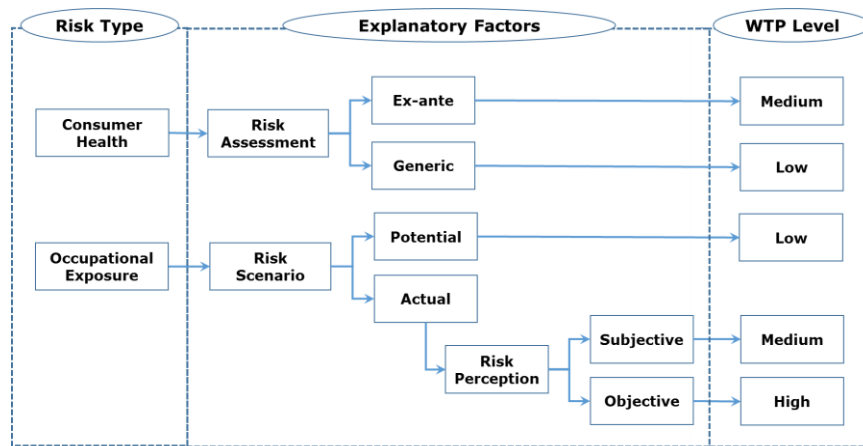 Risk Type
Explanatory Factors
WTP Level
Consumer
Health
Risk
Assessment
Ex-ante
Medium
Generic
Low
Occupational
Exposure
Risk
Scenario
Potential
Low
Actual
Risk
Perception
Subjective
Medium
Objective
High